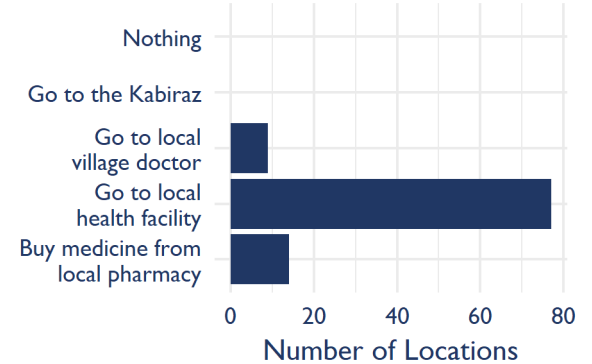 Nothing
Go to the Kabiraz
Go to local
village doctor
Go to local
health facility
Buy medicine from
local pharmacy
0 20 40 60 80
Number of Locations